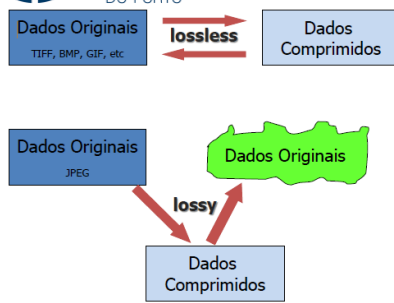 DO PORTO
Dados Originais
TIFF, BMP, GIF, etc
lossless
Dados
Comprimidos
Dados Originais
JPEG
Dados Originais
lossy
Dados
Comprimidos